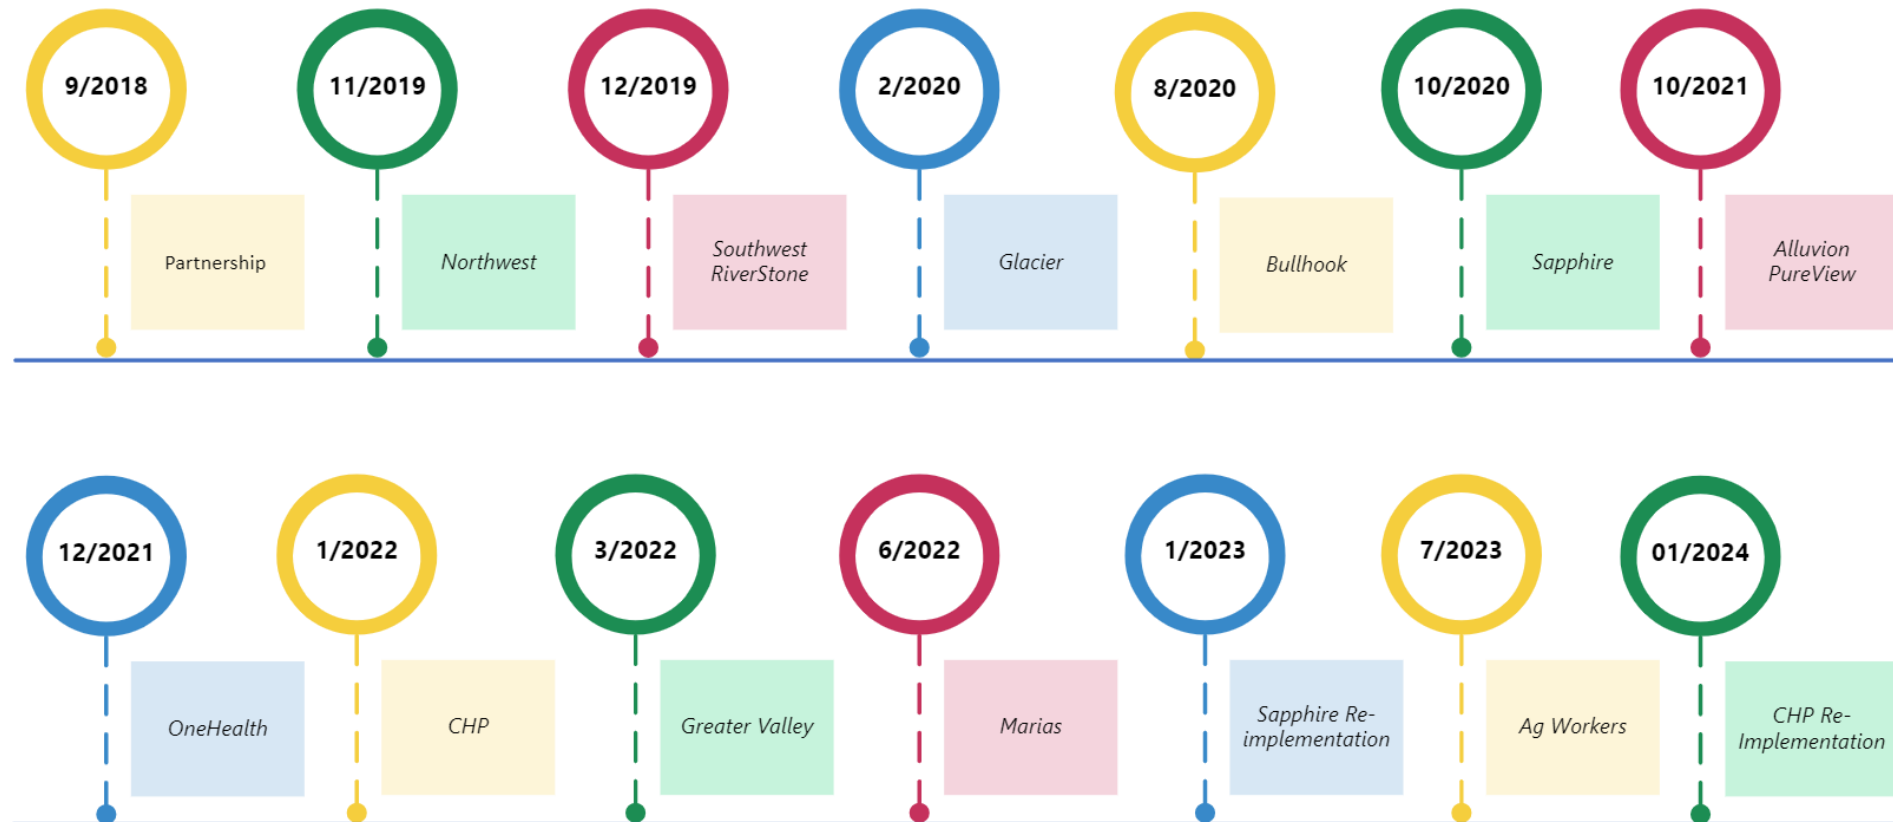 9/2018
11/2019
12/2019
2/2020
8/2020
10/2020
10/2021
Partnership
Northwest
Southwest
RiverStone
Glacier
Bullhook
Sapphire
Alluvion
PureView
12/2021
1/2022
3/2022
6/2022
1/2023
7/2023
01/2024
OneHealth
CHP
Greater Valley
Marias
Sapphire Re-
implementation
Ag Workers
CHP Re-
Implementation